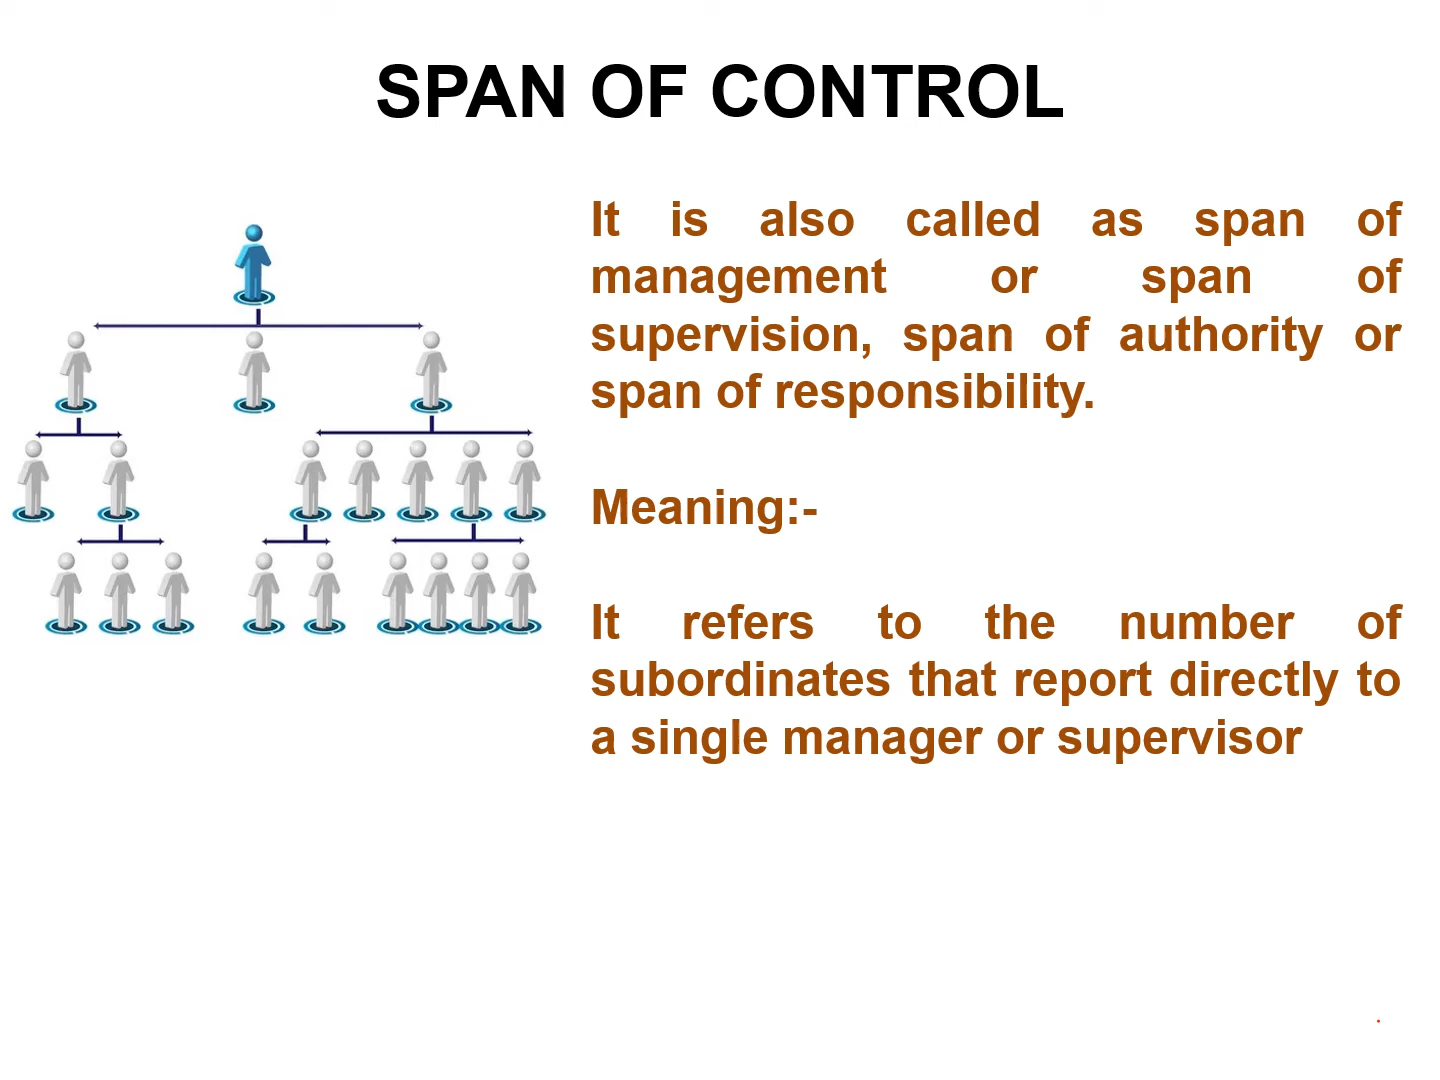 SPAN OF CONTROL
It is also called as span of
management or span of
supervision, span of authority or
span of responsibility.
Meaning:-
It refers to the number of
subordinates that report directly to
a single manager or supervisor